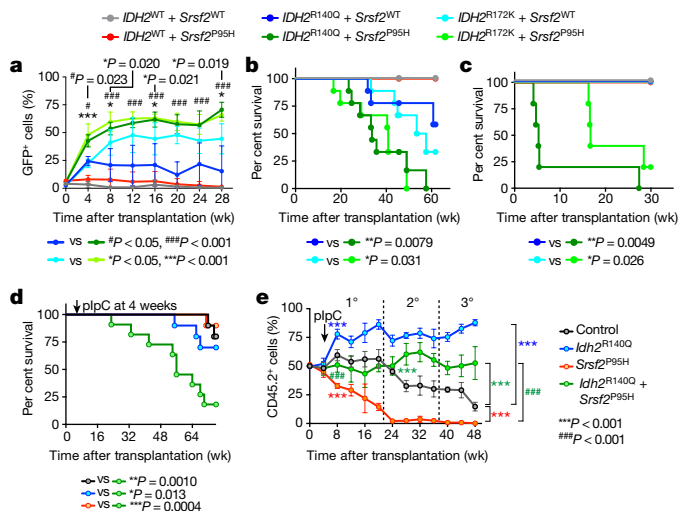 IDH2WT + Srsf2WT IDH2R140Q + Srsf2WT IDH2R172K + Srsf2WT
IDH2WT + Srsf2P95H IDH2R140Q + Srsf2P95H IDH2R172K + Srsf2P95H
a
*P = 0.020 *P = 0.019
#P = 0.023 *P = 0.021
# ### ### ### ### ### ###
*** * * *
GFP+ cells (%)
100
75
50
25
0
0 4 8 12 16 20 24 28
Time after transplantation (wk)
vs #P < 0.05, ###P < 0.001
vs *P < 0.05, ***P < 0.001
b
Per cent survival
100
75
50
25
0
0 20 40 60
Time after transplantation (wk)
vs **P = 0.0079
vs *P = 0.031
c
Per cent survival
100
75
50
25
0
0 10 20 30
Time after transplantation (wk)
vs **P = 0.0049
vs *P = 0.026
d
pIpC at 4 weeks
Per cent survival
100
75
50
25
0
0 16 32 48 64
Time after transplantation (wk)
vs **P = 0.0010
vs *P = 0.013
vs ***P = 0.0004
e
1° 2° 3°
pIpC
***
###
***
***
CD45.2+ cells (%)
100
75
50
25
0
0 8 16 24 32 40 48
Time after transplantation (wk)
***
***
###
***
Control
Idh2R140Q
Srsf2P95H
Idh2R140Q +
Srsf2P95H
***P < 0.001
###P < 0.001